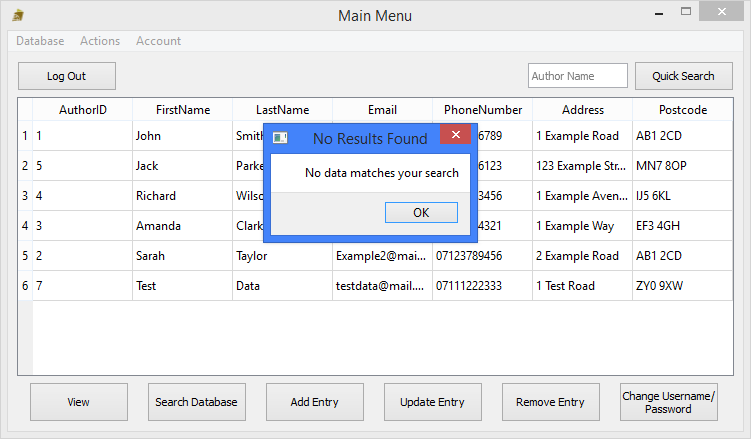 Main Menu
Database Actions Account
Log Out Author Name Quick Search
AuthorID FirstName LastName Email PhoneNumber Address Postcode
No Results Found
No data matches your search
OK
1 1 John 6789 1 Example Road AB1 2CD
2 5 Jack 6123 123 Example Str... MN7 8OP
3 4 Richard 3456 1 Example Aven... IJ5 6KL
4 3 Amanda 4321 1 Example Way EF3 4GH
5 2 Sarah Taylor Example2@mai... 07123789456 2 Example Road AB1 2CD
6 7 Test Data testdata@mail.... 07111222333 1 Test Road ZY0 9XW
View Search Database Add Entry Update Entry Remove Entry Change Username/
Password